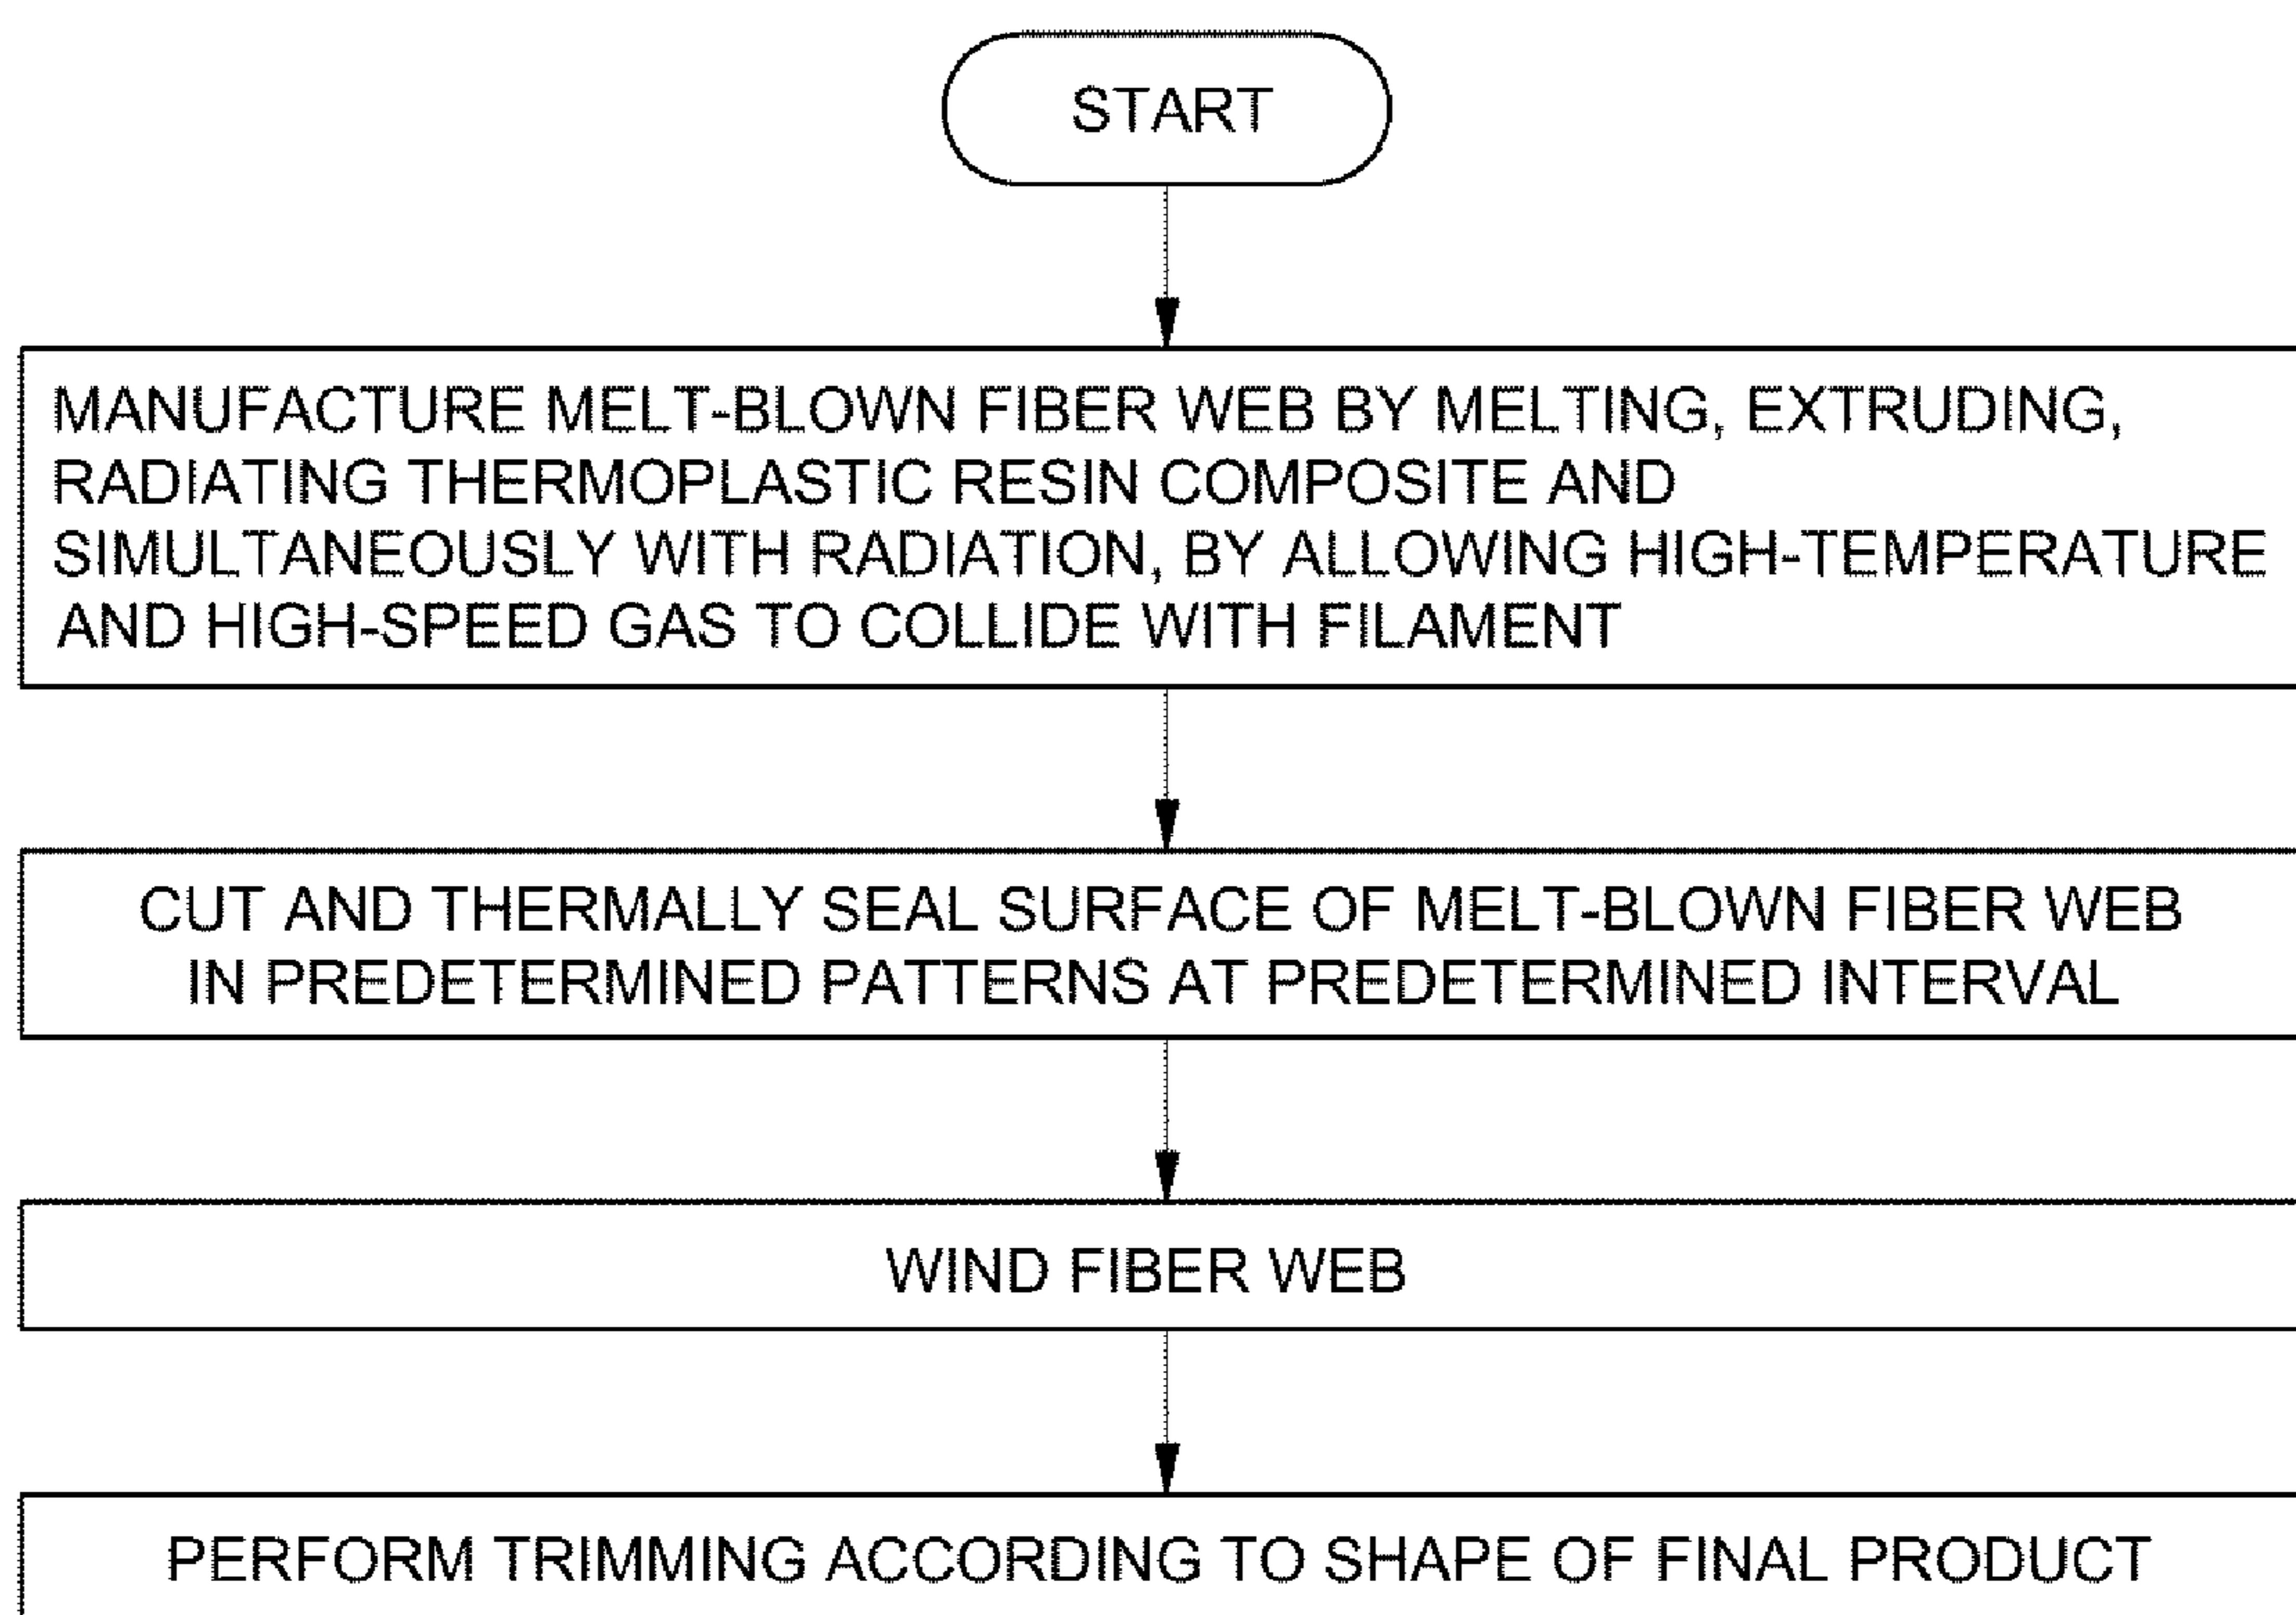 START
MANUFACTURE MELT-BLOWN FIBER WEB BY MELTING, EXTRUDING,
RADIATING THERMOPLASTIC RESIN COMPOSITE AND
SIMULTANEOUSLY WITH RADIATION, BY ALLOWING HIGH-TEMPERATURE
AND HIGH-SPEED GAS TO COLLIDE WITH FILAMENT
CUT AND THERMALLY SEAL SURFACE OF MELT-BLOWN FIBER WEB
IN PREDETERMINED PATTERNS AT PREDETERMINED INTERVAL
WIND FIBER WEB
PERFORM TRIMMING ACCORDING TO SHAPE OF FINAL PRODUCT